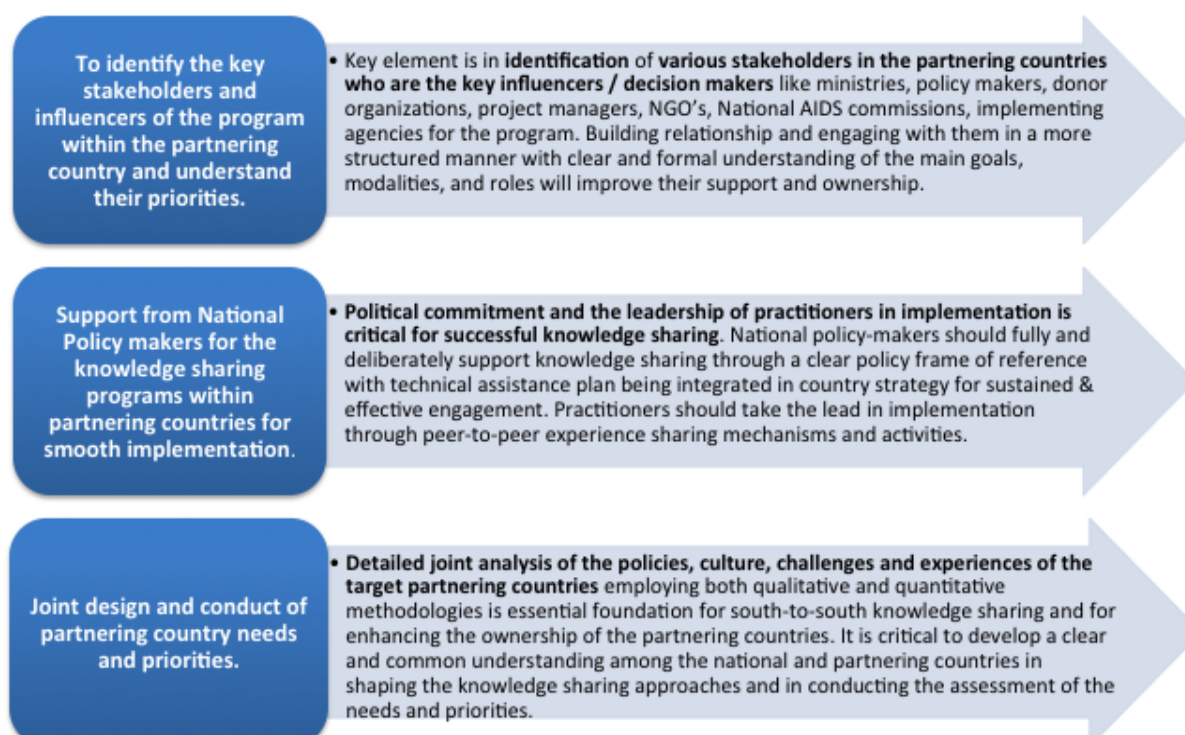 To identify the key
stakeholders and
influencers of the program
within the partnering
country and understand
their priorities.
• Key element is in identification of various stakeholders in the partnering countries
who are the key influencers / decision makers like ministries, policy makers, donor
organizations, project managers, NGO's, National AIDS commissions, implementing
agencies for the program. Building relationship and engaging with them in a more
structured manner with clear and formal understanding of the main goals,
modalities, and roles will improve their support and ownership.
Support from National
Policy makers for the
knowledge sharing
programs within
partnering countries for
smooth implementation.
• Political commitment and the leadership of practitioners in implementation is
critical for successful knowledge sharing. National policy-makers should fully and
deliberately support knowledge sharing through a clear policy frame of reference
with technical assistance plan being integrated in country strategy for sustained &
effective engagement. Practitioners should take the lead in implementation
through peer-to-peer experience sharing mechanisms and activities.
Joint design and conduct of
partnering country needs
and priorities.
• Detailed joint analysis of the policies, culture, challenges and experiences of the
target partnering countries employing both qualitative and quantitative
methodologies is essential foundation for south-to-south knowledge sharing and for
enhancing the ownership of the partnering countries. It is critical to develop a clear
and common understanding among the national and partnering countries in
shaping the knowledge sharing approaches and in conducting the assessment of the
needs and priorities.